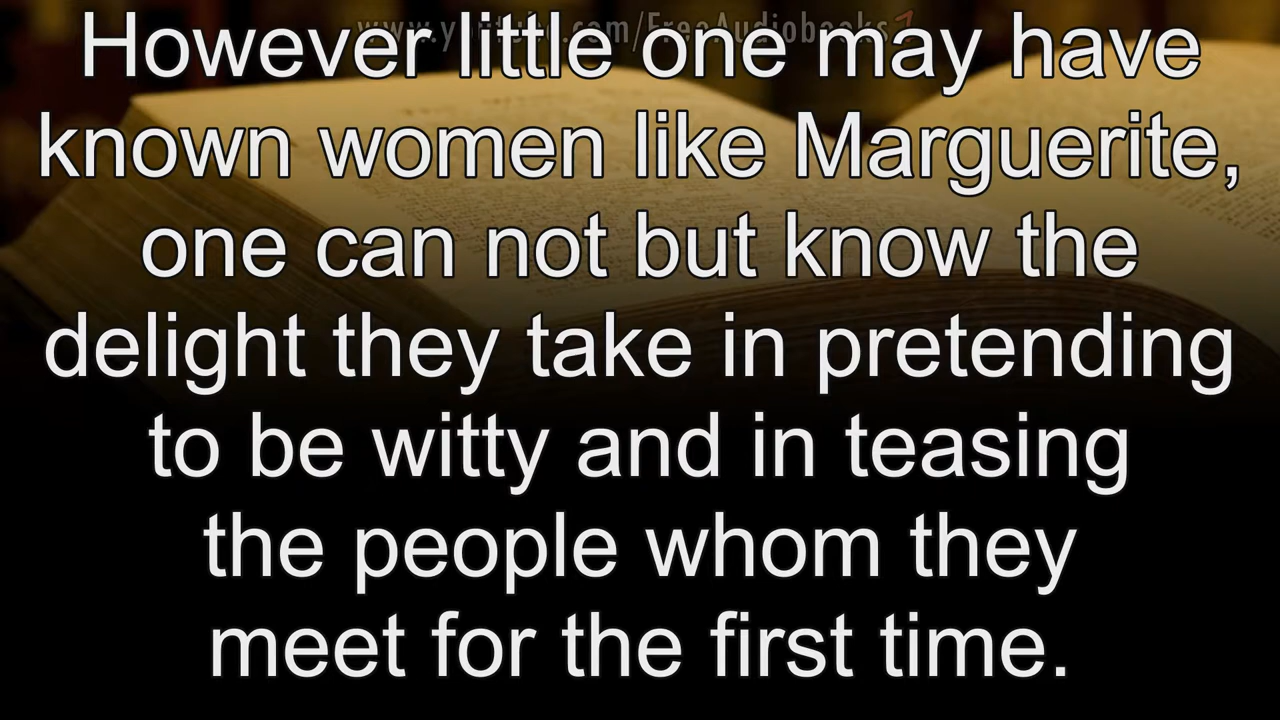 www.youtube.com/FreeAudiobooks
However little one may have
known women like Marguerite,
one can not but know the
delight they take in pretending
to be witty and in teasing
the people whom they
meet for the first time.